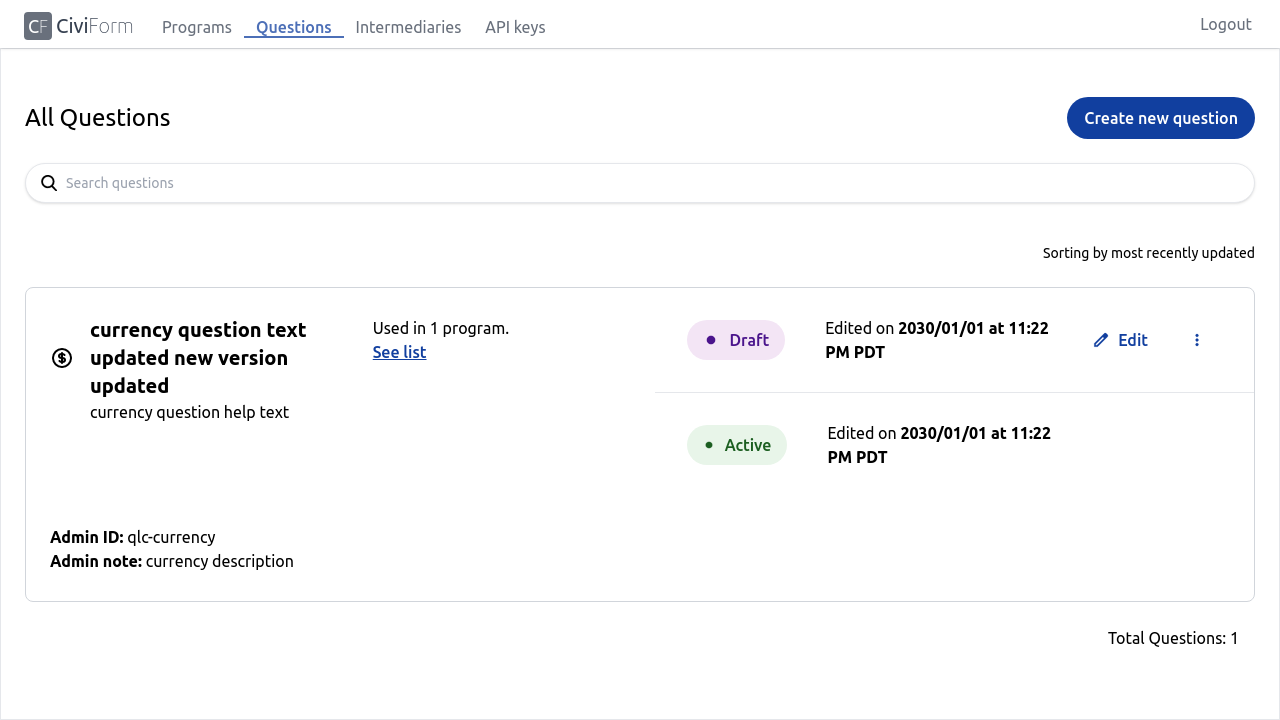 CF CiviForm Programs Questions Intermediaries API keys Logout
All Questions Create new question
Search questions
Sorting by most recently updated
currency question text
updated new version
updated
currency question help text
Used in 1 program.
See list
Draft
Edited on 2030/01/01 at 11:22
PM PDT
Edit
Active
Edited on 2030/01/01 at 11:22
PM PDT
Admin ID: qlc-currency
Admin note: currency description
Total Questions: 1